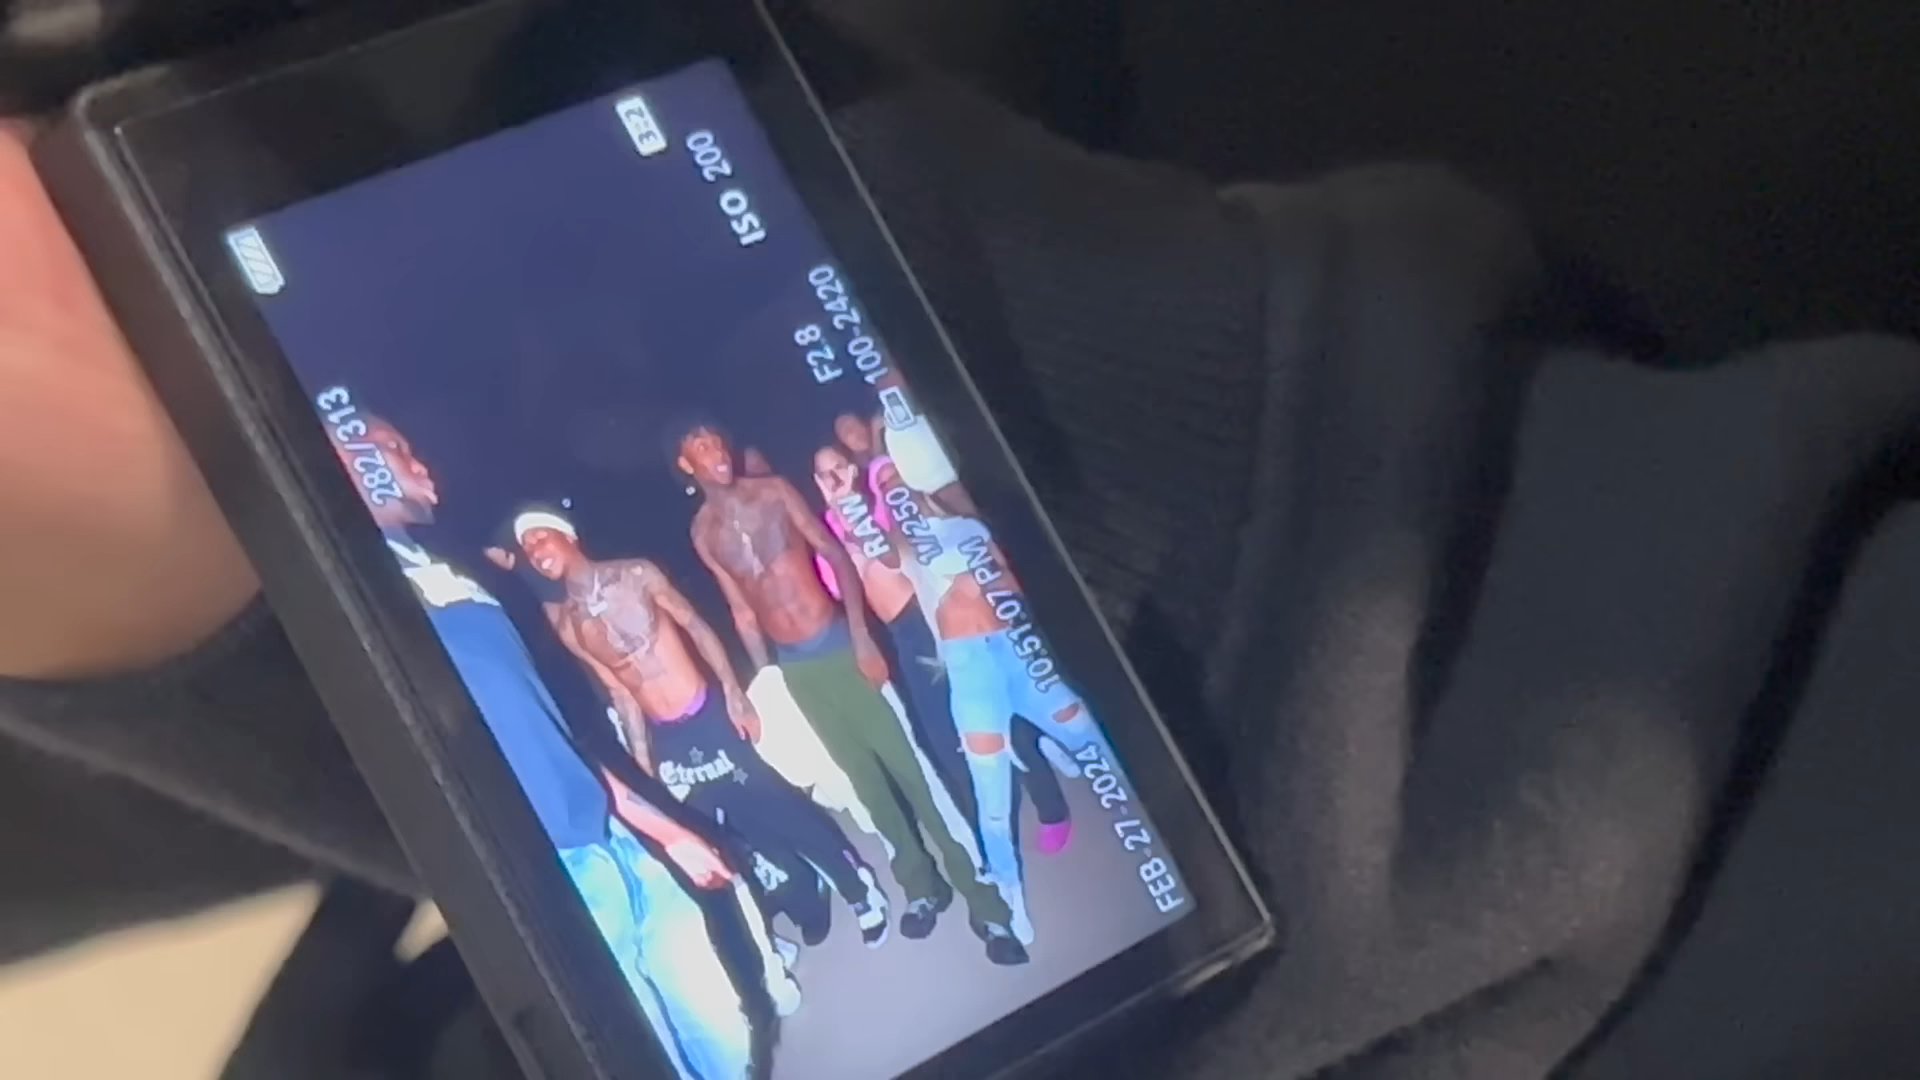 282/313
3:2
RAW
F2.8
ISO 200
100-2420
1/250
FEB-27-2024 10:51:07 PM
Eternal